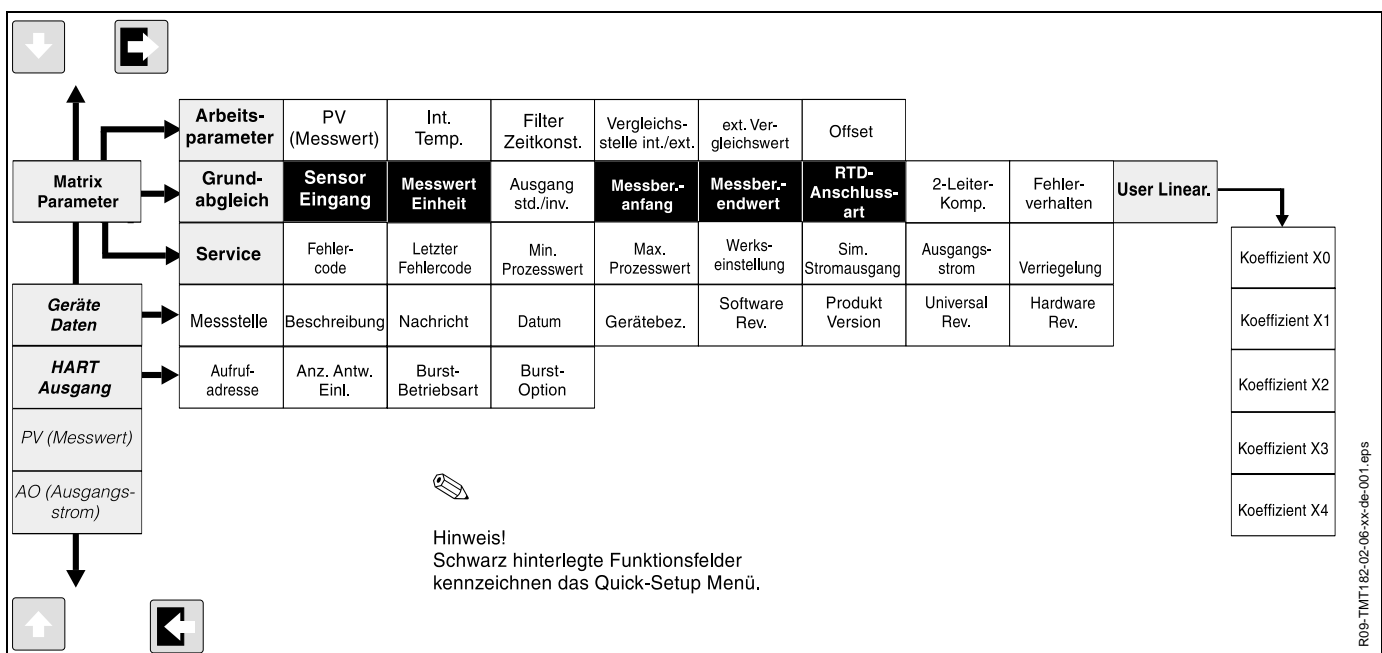 Arbeits-
parameter
PV
(Messwert)
Int.
Temp.
Filter
Zeitkonst.
Vergleichs-
stelle int./ext.
ext. Ver-
gleichswert
Offset
Matrix
Parameter
Grund-
abgleich
Sensor
Eingang
Messwert
Einheit
Ausgang
std./inv.
Messber.-
anfang
Messber.-
endwert
RTD-
Anschluss-
art
2-Leiter-
Komp.
Fehler-
verhalten
User Linear.
Service
Fehler-
code
Letzter
Fehlercode
Min.
Prozesswert
Max.
Prozesswert
Werks-
einstellung
Sim.
Stromausgang
Ausgangs-
strom
Verriegelung
Geräte
Daten
Messstelle
Beschreibung
Nachricht
Datum
Gerätebez.
Software
Rev.
Produkt
Version
Universal
Rev.
Hardware
Rev.
HART
Ausgang
Aufruf-
adresse
Anz. Antw.
Einl.
Burst-
Betriebsart
Burst-
Option
PV (Messwert)
AO (Ausgangs-
strom)
Koeffizient X0
Koeffizient X1
Koeffizient X2
Koeffizient X3
Koeffizient X4
Hinweis!
Schwarz hinterlegte Funktionsfelder
kennzeichnen das Quick-Setup Menü.
R09-TMT182-02-06-xx-de-001.eps